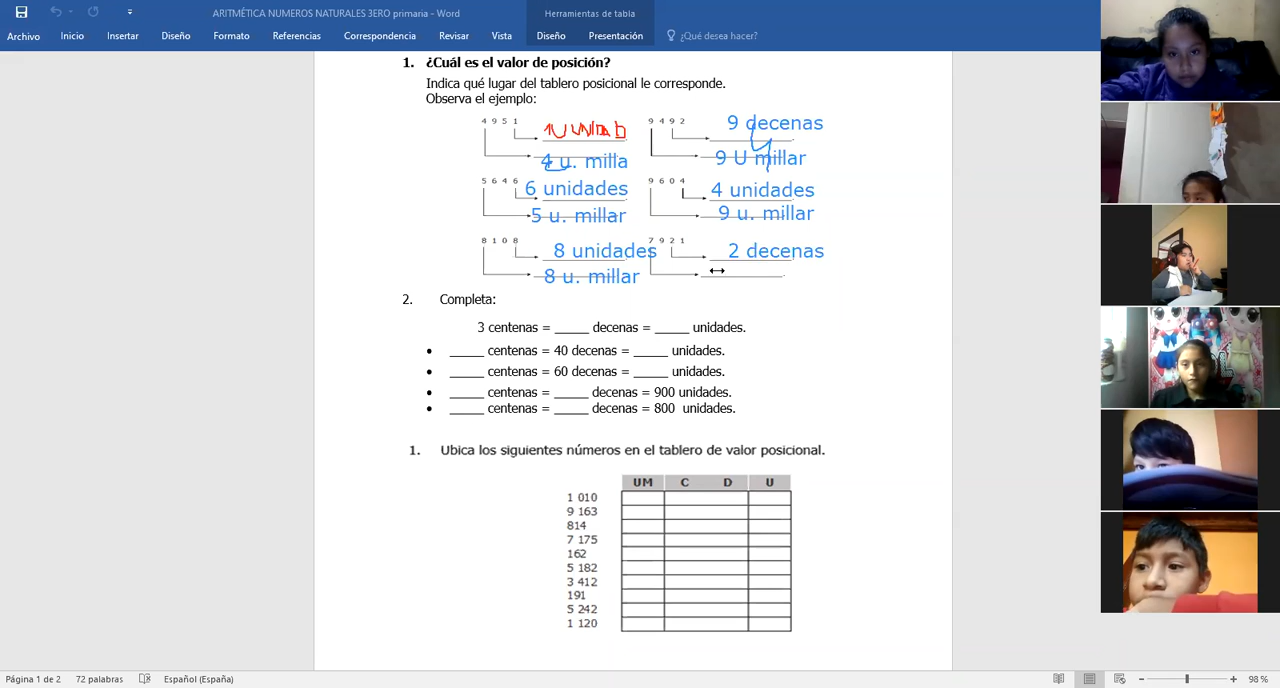 ARITMÉTICA NUMEROS NATURALES 3ERO primaria - Word
Herramientas de tabla
Archivo Inicio Insertar Diseño Formato Referencias Correspondencia Revisar Vista Diseño Presentación ¿Qué desea hacer?
1. ¿Cuál es el valor de posición?
Indica qué lugar del tablero posicional le corresponde.
Observa el ejemplo:
4 9 5 1 1U UNIDAD 9 4 9 2 9 decenas
4 u. milla 9 U millar
5 6 4 6 6 unidades 9 6 0 4 4 unidades
5 u. millar 9 u. millar
8 1 0 8 8 unidades 7 9 2 1 2 decenas
8 u. millar
2. Completa:
3 centenas = _____ decenas = _____ unidades.
• _____ centenas = 40 decenas = _____ unidades.
• _____ centenas = 60 decenas = _____ unidades.
• _____ centenas = _____ decenas = 900 unidades.
• _____ centenas = _____ decenas = 800 unidades.
1. Ubica los siguientes números en el tablero de valor posicional.
UM C D U
1 010
9 163
814
7 175
162
5 182
3 412
191
5 242
1 120
Página 1 de 2 72 palabras Español (España) 98 %